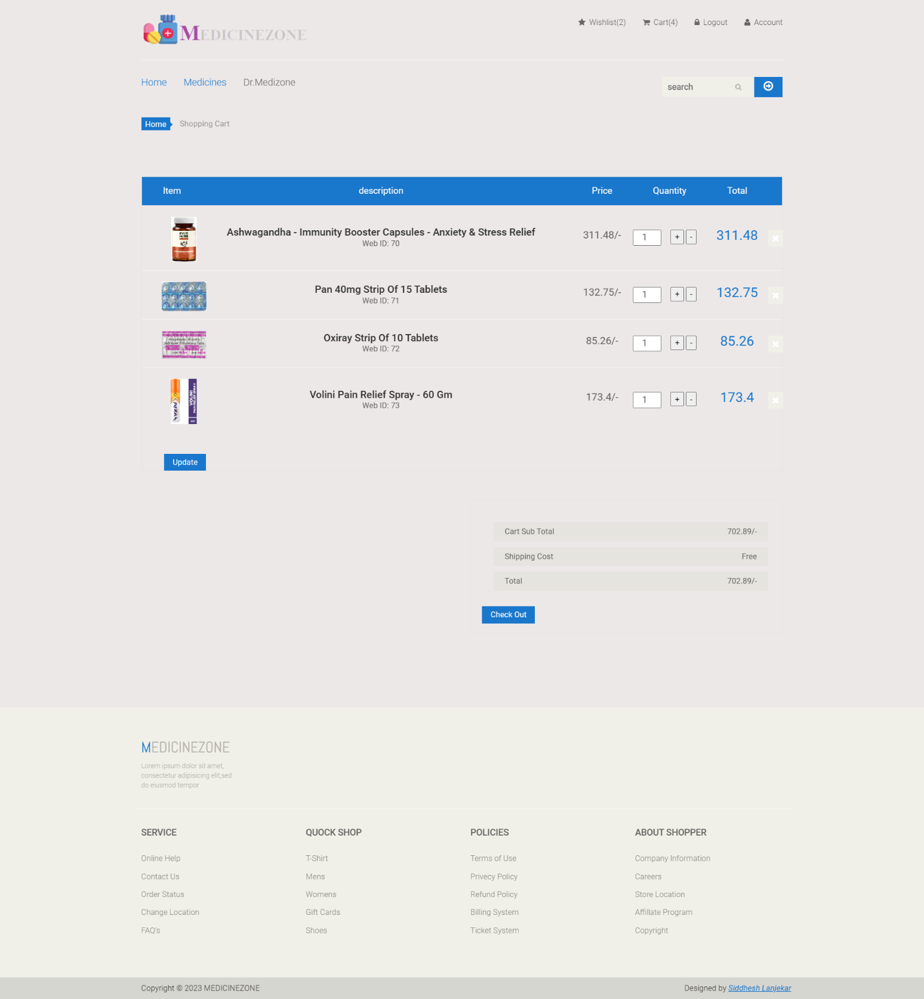 MEDICINEZONE
Wishlist(2) Cart(4) Logout Account
Home Medicines Dr.Medizone
search
Home Shopping Cart
Item description Price Quantity Total
Ashwagandha - Immunity Booster Capsules - Anxiety & Stress Relief
Web ID: 70
311.48/- 1 + - 311.48
Pan 40mg Strip Of 15 Tablets
Web ID: 71
132.75/- 1 + - 132.75
Oxiray Strip Of 10 Tablets
Web ID: 72
85.26/- 1 + - 85.26
VOLINI
PAIN RELIEF SPRAY
Volini Pain Relief Spray - 60 Gm
Web ID: 73
173.4/- 1 + - 173.4
Update
Cart Sub Total 702.89/-
Shipping Cost Free
Total 702.89/-
Check Out
MEDICINEZONE
Lorem ipsum dolor sit amet,
consectetur adipisicing elit,sed
do eiusmod tempor
SERVICE
Online Help
Contact Us
Order Status
Change Location
FAQ's
QUOCK SHOP
T-Shirt
Mens
Womens
Gift Cards
Shoes
POLICIES
Terms of Use
Privecy Policy
Refund Policy
Billing System
Ticket System
ABOUT SHOPPER
Company Information
Careers
Store Location
Affillate Program
Copyright
Copyright © 2023 MEDICINEZONE
Designed by Siddhesh Lanjekar